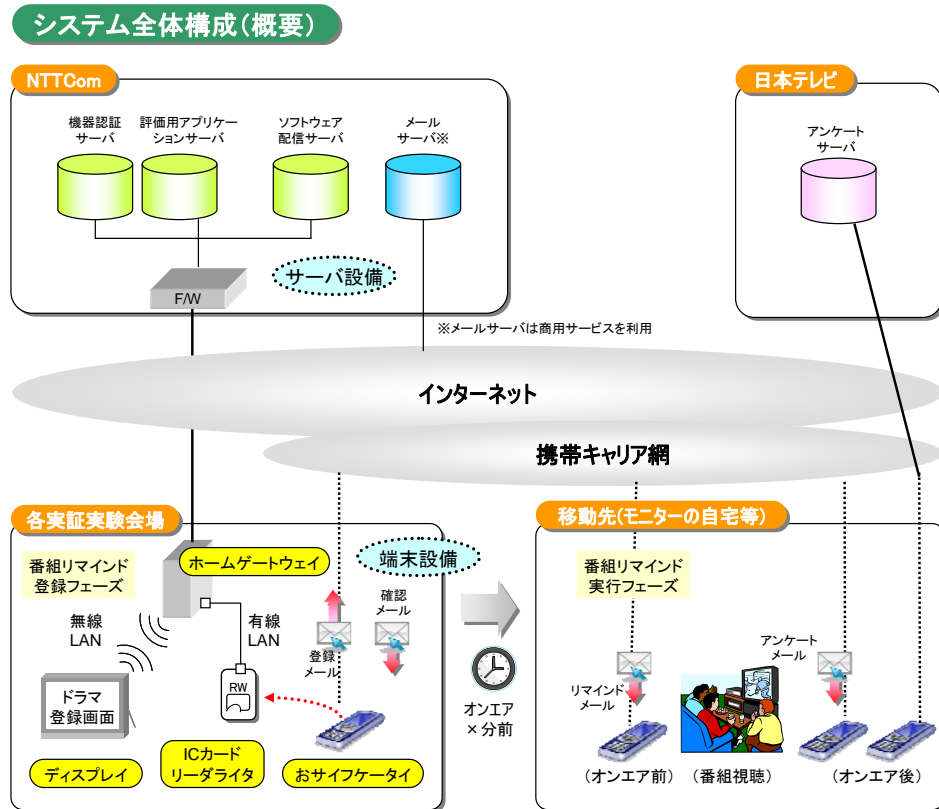 システム全体構成(概要)
NTTCom
日本テレビ
機器認証
サーバ
評価用アプリケー
ションサーバ
ソフトウェア
配信サーバ
メール
サーバ※
アンケート
サーバ
サーバ設備
F/W
※メールサーバは商用サービスを利用
インターネット
携帯キャリア網
各実証実験会場
番組リマインド
登録フェーズ
ホームゲートウェイ
端末設備
無線
LAN
有線
LAN
確認
メール
登録
メール
RW
ドラマ
登録画面
ディスプレイ
ICカード
リーダライタ
おサイフケータイ
オンエア
×分前
移動先(モニターの自宅等)
番組リマインド
実行フェーズ
アンケート
メール
リマインド
メール
(オンエア前)
(番組視聴)
(オンエア後)